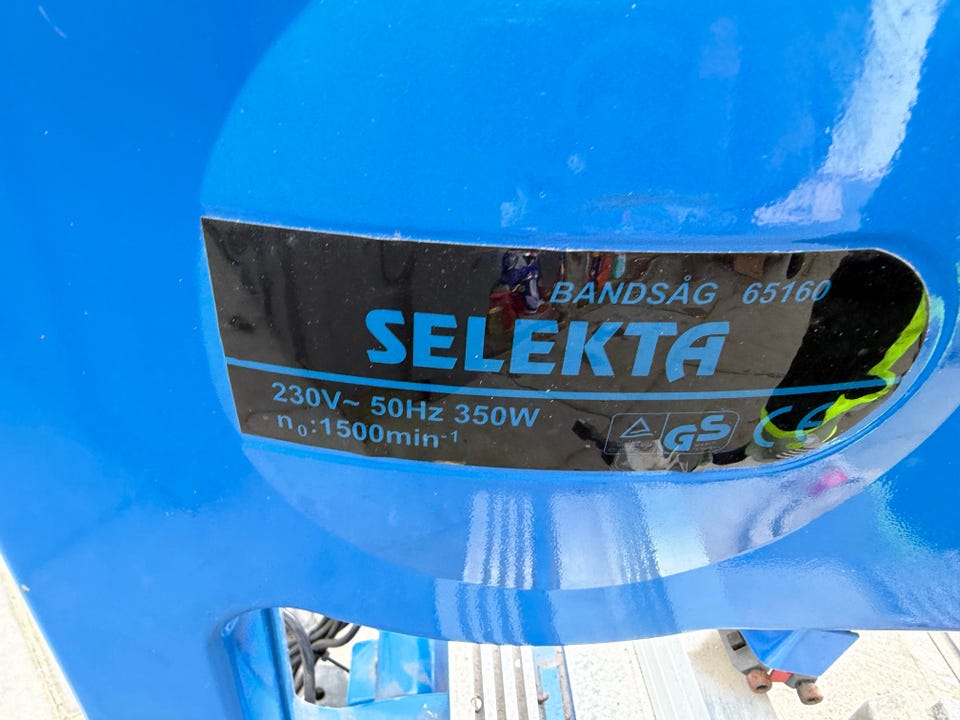 BANDSÅG 65160
SELEKTA
230V~ 50Hz 350W
n₀:1500min⁻¹
GS CE